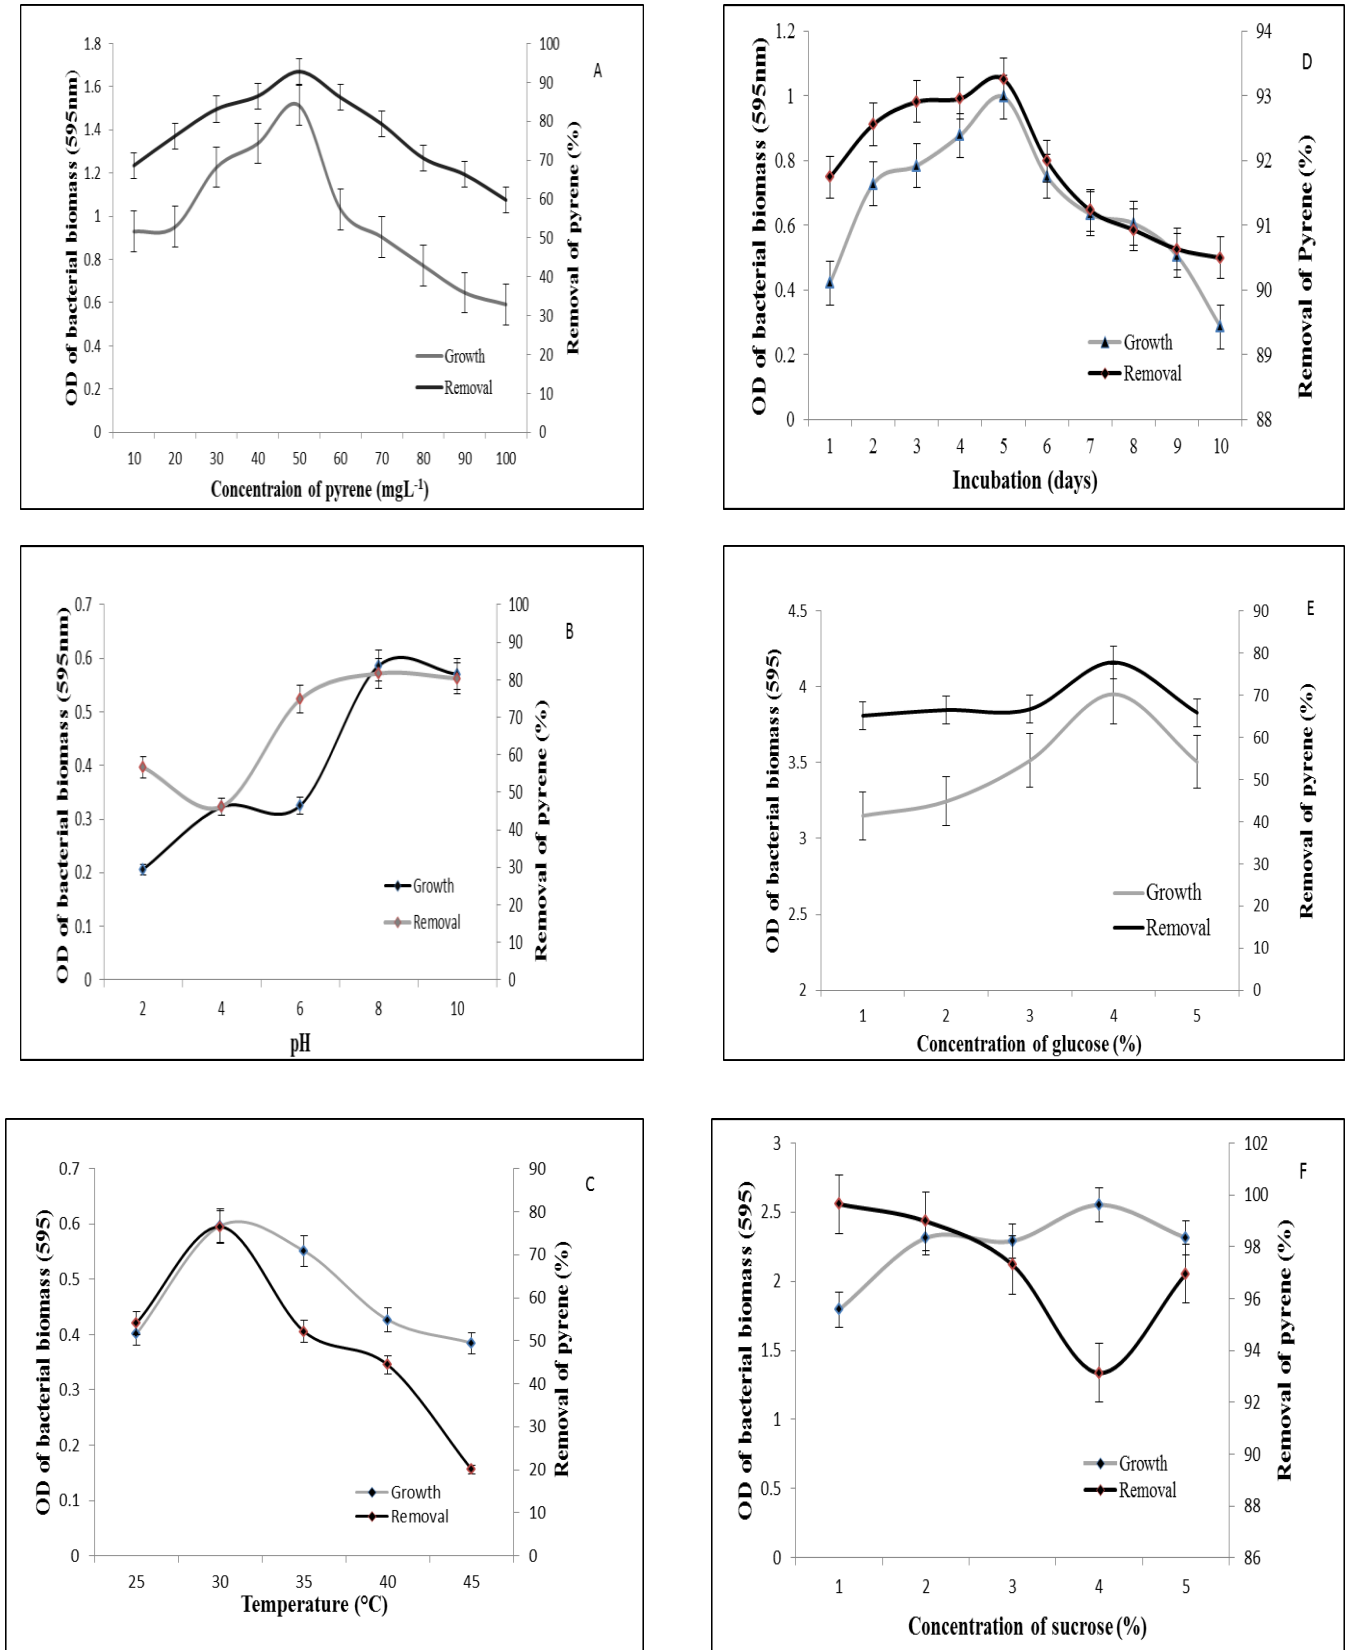 A
OD of bacterial biomass (595nm)
1.8
1.6
1.4
1.2
1
0.8
0.6
0.4
0.2
0
100
90
80
70
60
50
40
30
20
10
0
Removal of pyrene (%)
Growth
Removal
10 20 30 40 50 60 70 80 90 100
Concentraion of pyrene (mgL-1)
D
OD of bacterial biomass (595nm)
1.2
1
0.8
0.6
0.4
0.2
0
94
93
92
91
90
89
88
Removal of Pyrene (%)
Growth
Removal
1 2 3 4 5 6 7 8 9 10
Incubation (days)
B
OD of bacterial biomass (595nm)
0.7
0.6
0.5
0.4
0.3
0.2
0.1
0
100
90
80
70
60
50
40
30
20
10
0
Removal of pyrene (%)
Growth
Removal
2 4 6 8 10
pH
E
OD of bacterial biomass (595)
4.5
4
3.5
3
2.5
2
90
80
70
60
50
40
30
20
10
0
Removal of pyrene (%)
Growth
Removal
1 2 3 4 5
Concentration of glucose (%)
C
OD of bacterial biomass (595)
0.7
0.6
0.5
0.4
0.3
0.2
0.1
0
90
80
70
60
50
40
30
20
10
0
Removal of pyrene (%)
Growth
Removal
25 30 35 40 45
Temperature (°C)
F
OD of bacterial biomass (595)
3
2.5
2
1.5
1
0.5
0
102
100
98
96
94
92
90
88
86
Removal of pyrene (%)
Growth
Removal
1 2 3 4 5
Concentration of sucrose (%)